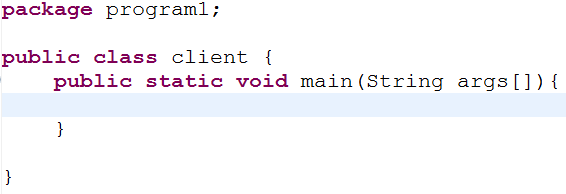 package program1;
public class client {
public static void main(String args[]){
}
}